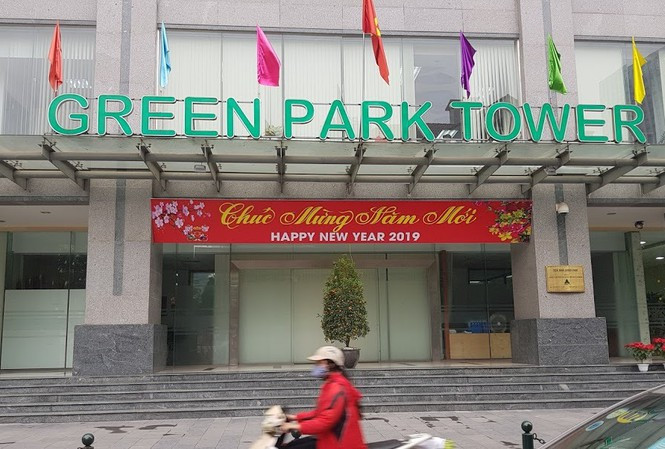 GREEN PARK TOWER
Chúc Mừng Năm Mới
HAPPY NEW YEAR 2019